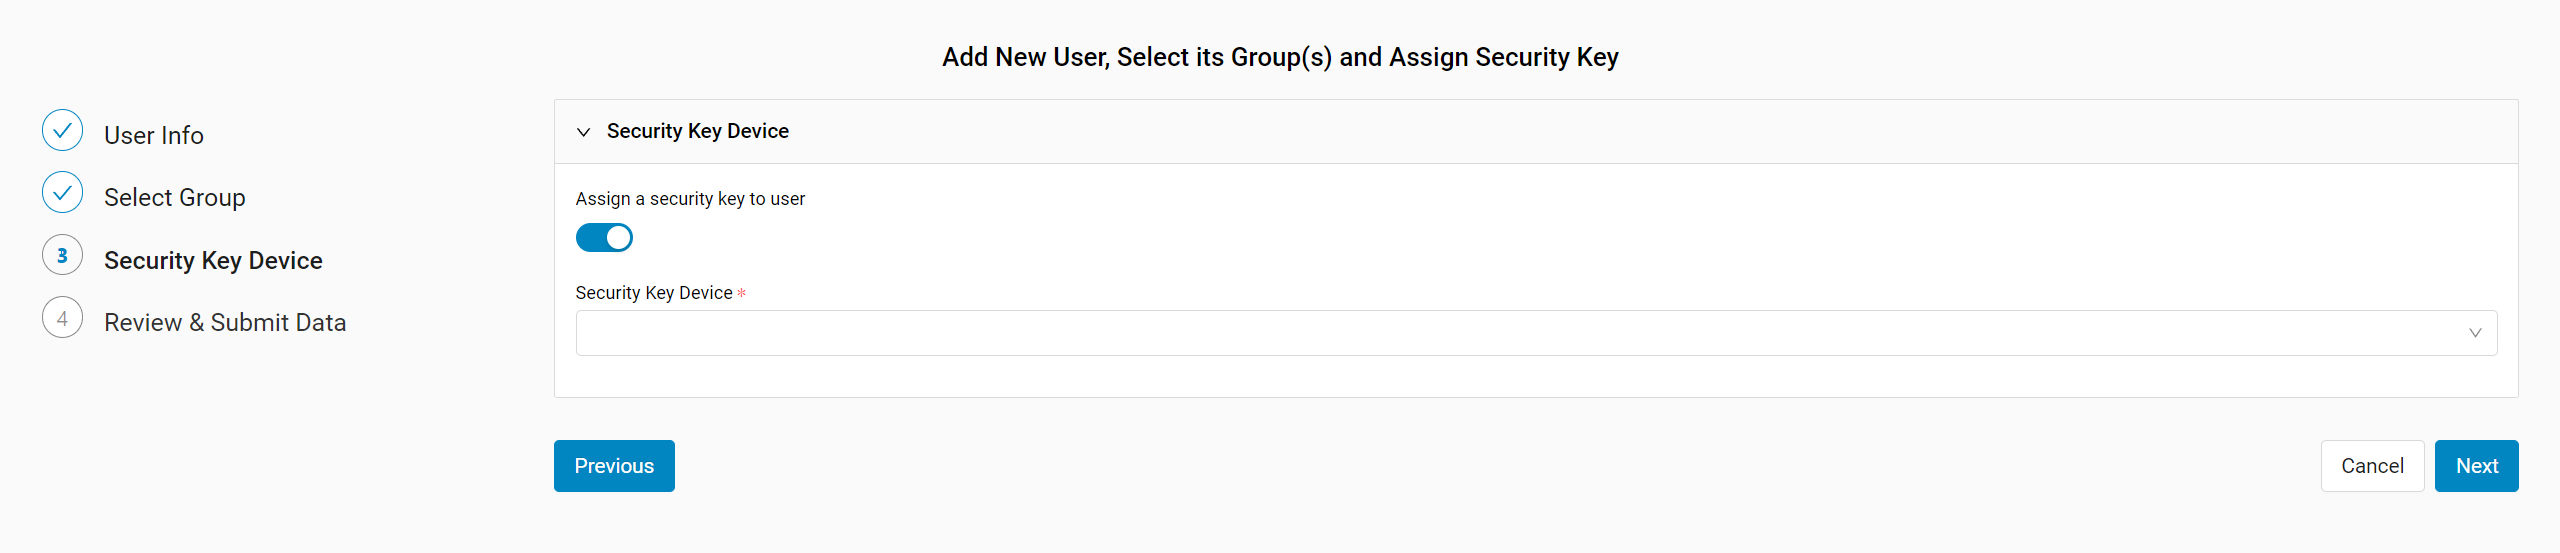 Add New User, Select its Group(s) and Assign Security Key
User Info
Select Group
3 Security Key Device
4 Review & Submit Data
Security Key Device
Assign a security key to user
Security Key Device *
Previous
Cancel
Next